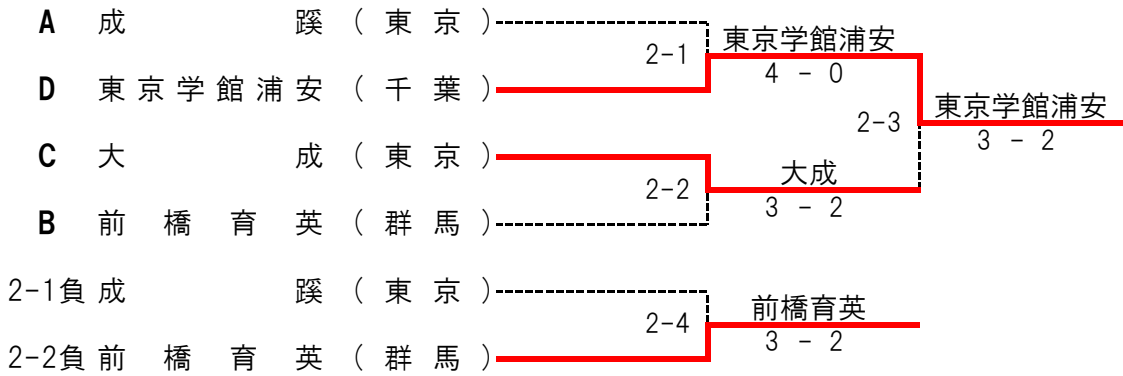 A 成蹊(東京)
2-1 東京学館浦安
4 - 0
D 東京学館浦安(千葉)
2-3 東京学館浦安
3 - 2
C 大成(東京)
2-2 大成
3 - 2
B 前橋育英(群馬)
2-1負 成蹊(東京)
2-4 前橋育英
3 - 2
2-2負 前橋育英(群馬)